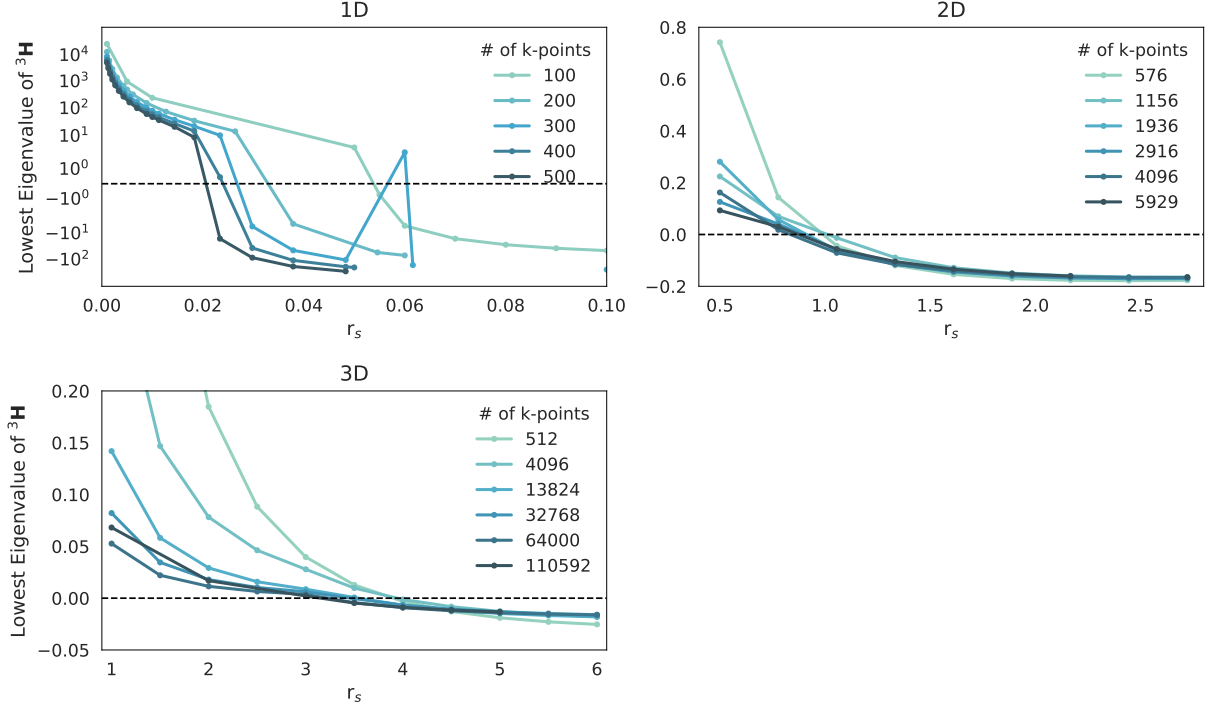 1D
Lowest Eigenvalue of ³H
10⁴
10³
10²
10¹
10⁰
−10⁰
−10¹
−10²
# of k-points
100
200
300
400
500
0.00 0.02 0.04 0.06 0.08 0.10
rₛ
2D
0.8
0.6
0.4
0.2
0.0
−0.2
# of k-points
576
1156
1936
2916
4096
5929
0.5 1.0 1.5 2.0 2.5
rₛ
3D
Lowest Eigenvalue of ³H
0.20
0.15
0.10
0.05
0.00
−0.05
# of k-points
512
4096
13824
32768
64000
110592
1 2 3 4 5 6
rₛ